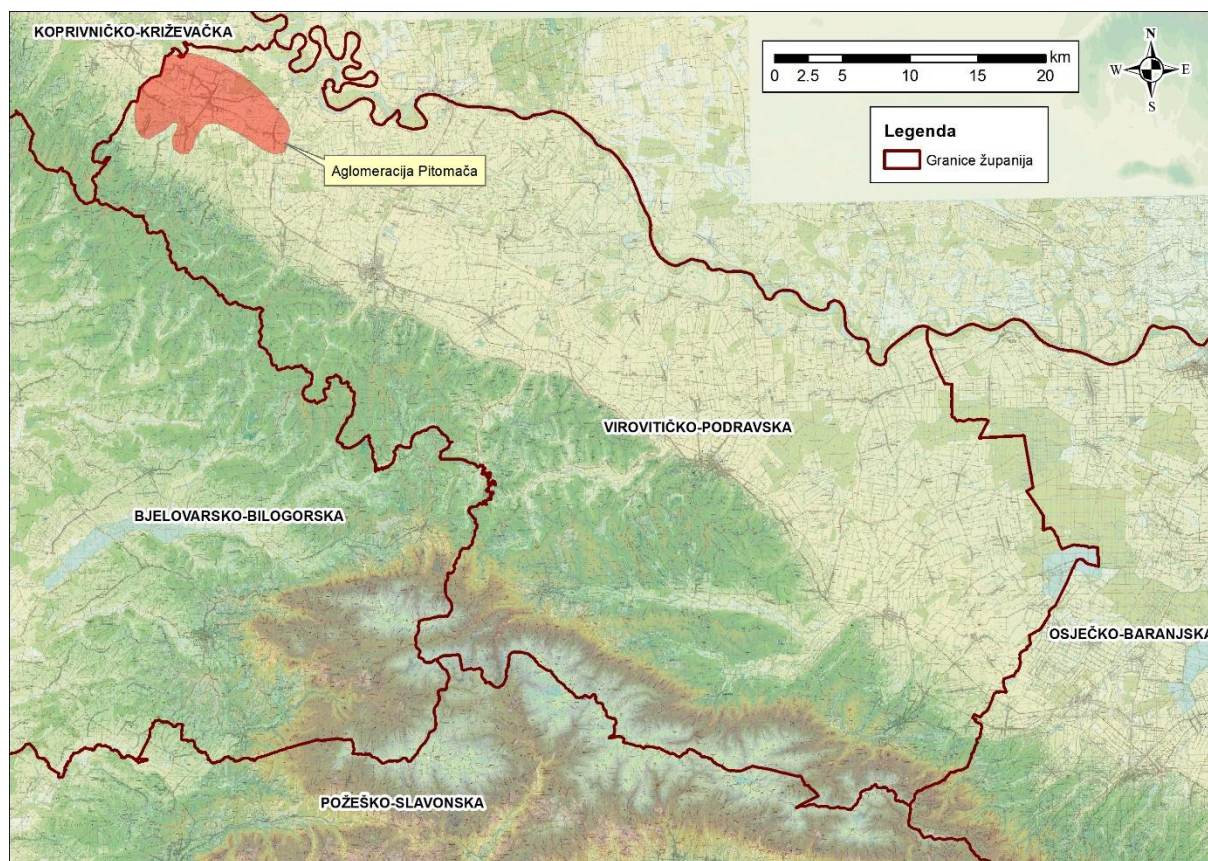 KOPRIVNIČKO-KRIŽEVAČKA
km
0 2.5 5 10 15 20
N
W E
S
Legenda
Granice županija
Aglomeracija Pitomača
VIROVITIČKO-PODRAVSKA
BJELOVARSKO-BILOGORSKA
OSJEČKO-BARANJSKA
POŽEŠKO-SLAVONSKA